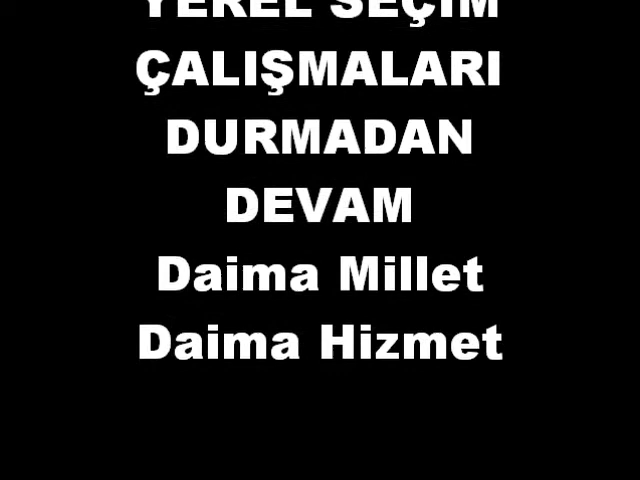 YEREL SEÇİM
ÇALIŞMALARI
DURMADAN
DEVAM
Daima Millet
Daima Hizmet